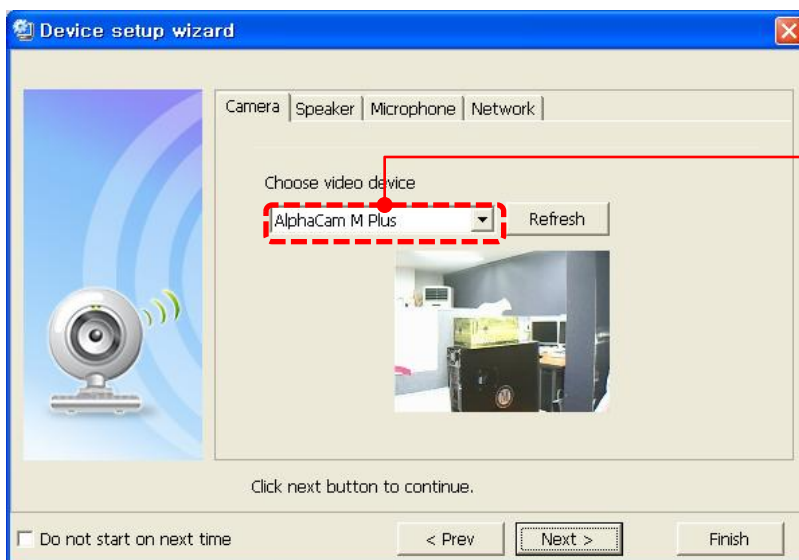 Device setup wizard
Camera Speaker Microphone Network
Choose video device
AlphaCam M Plus
Refresh
Click next button to continue.
Do not start on next time
< Prev
Next >
Finish